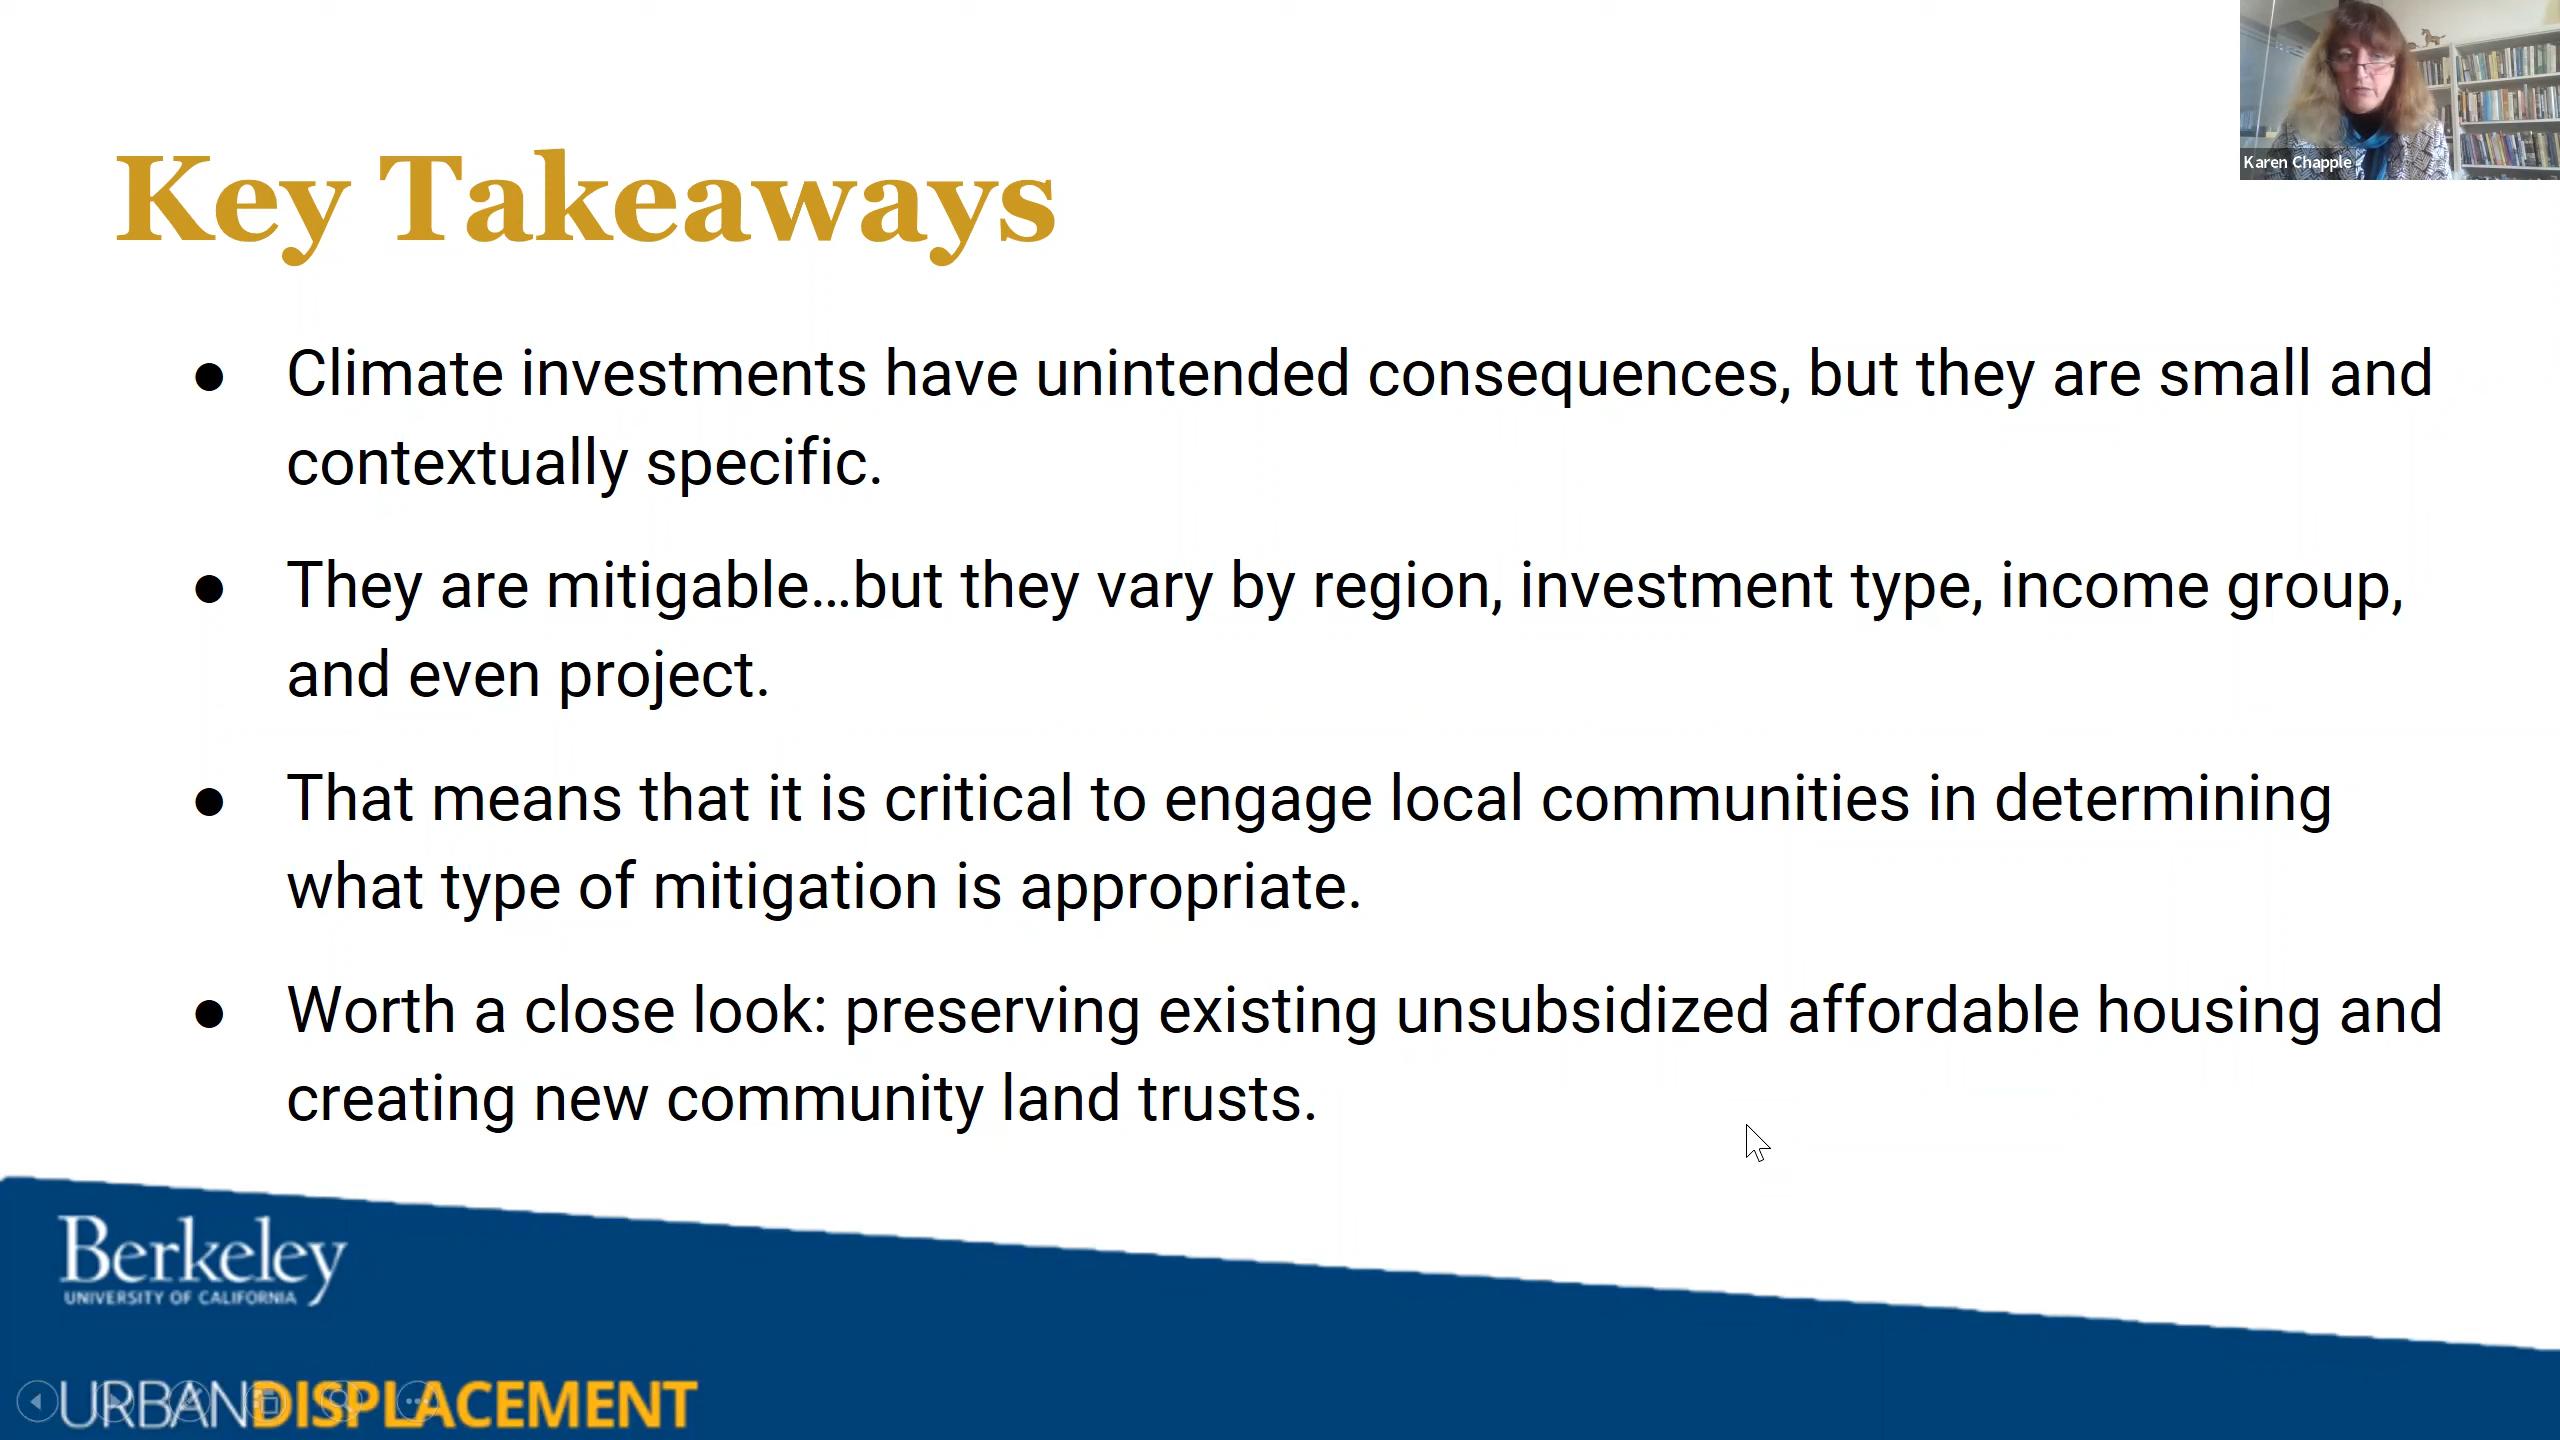 Karen Chapple
Key Takeaways
● Climate investments have unintended consequences, but they are small and
contextually specific.
● They are mitigable...but they vary by region, investment type, income group,
and even project.
● That means that it is critical to engage local communities in determining
what type of mitigation is appropriate.
● Worth a close look: preserving existing unsubsidized affordable housing and
creating new community land trusts.
Berkeley
UNIVERSITY OF CALIFORNIA
URBANDISPLACEMENT